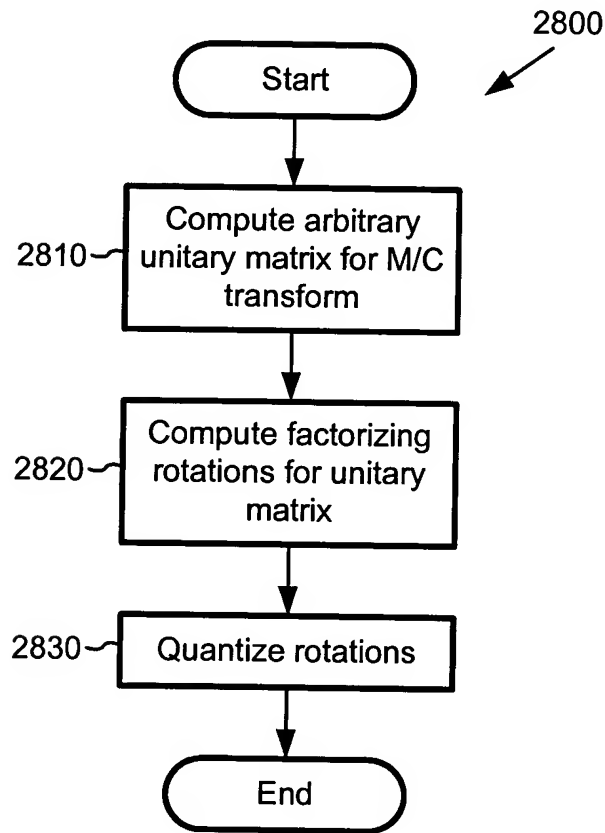 2800
Start
2810
Compute arbitrary
unitary matrix for M/C
transform
2820
Compute factorizing
rotations for unitary
matrix
2830
Quantize rotations
End